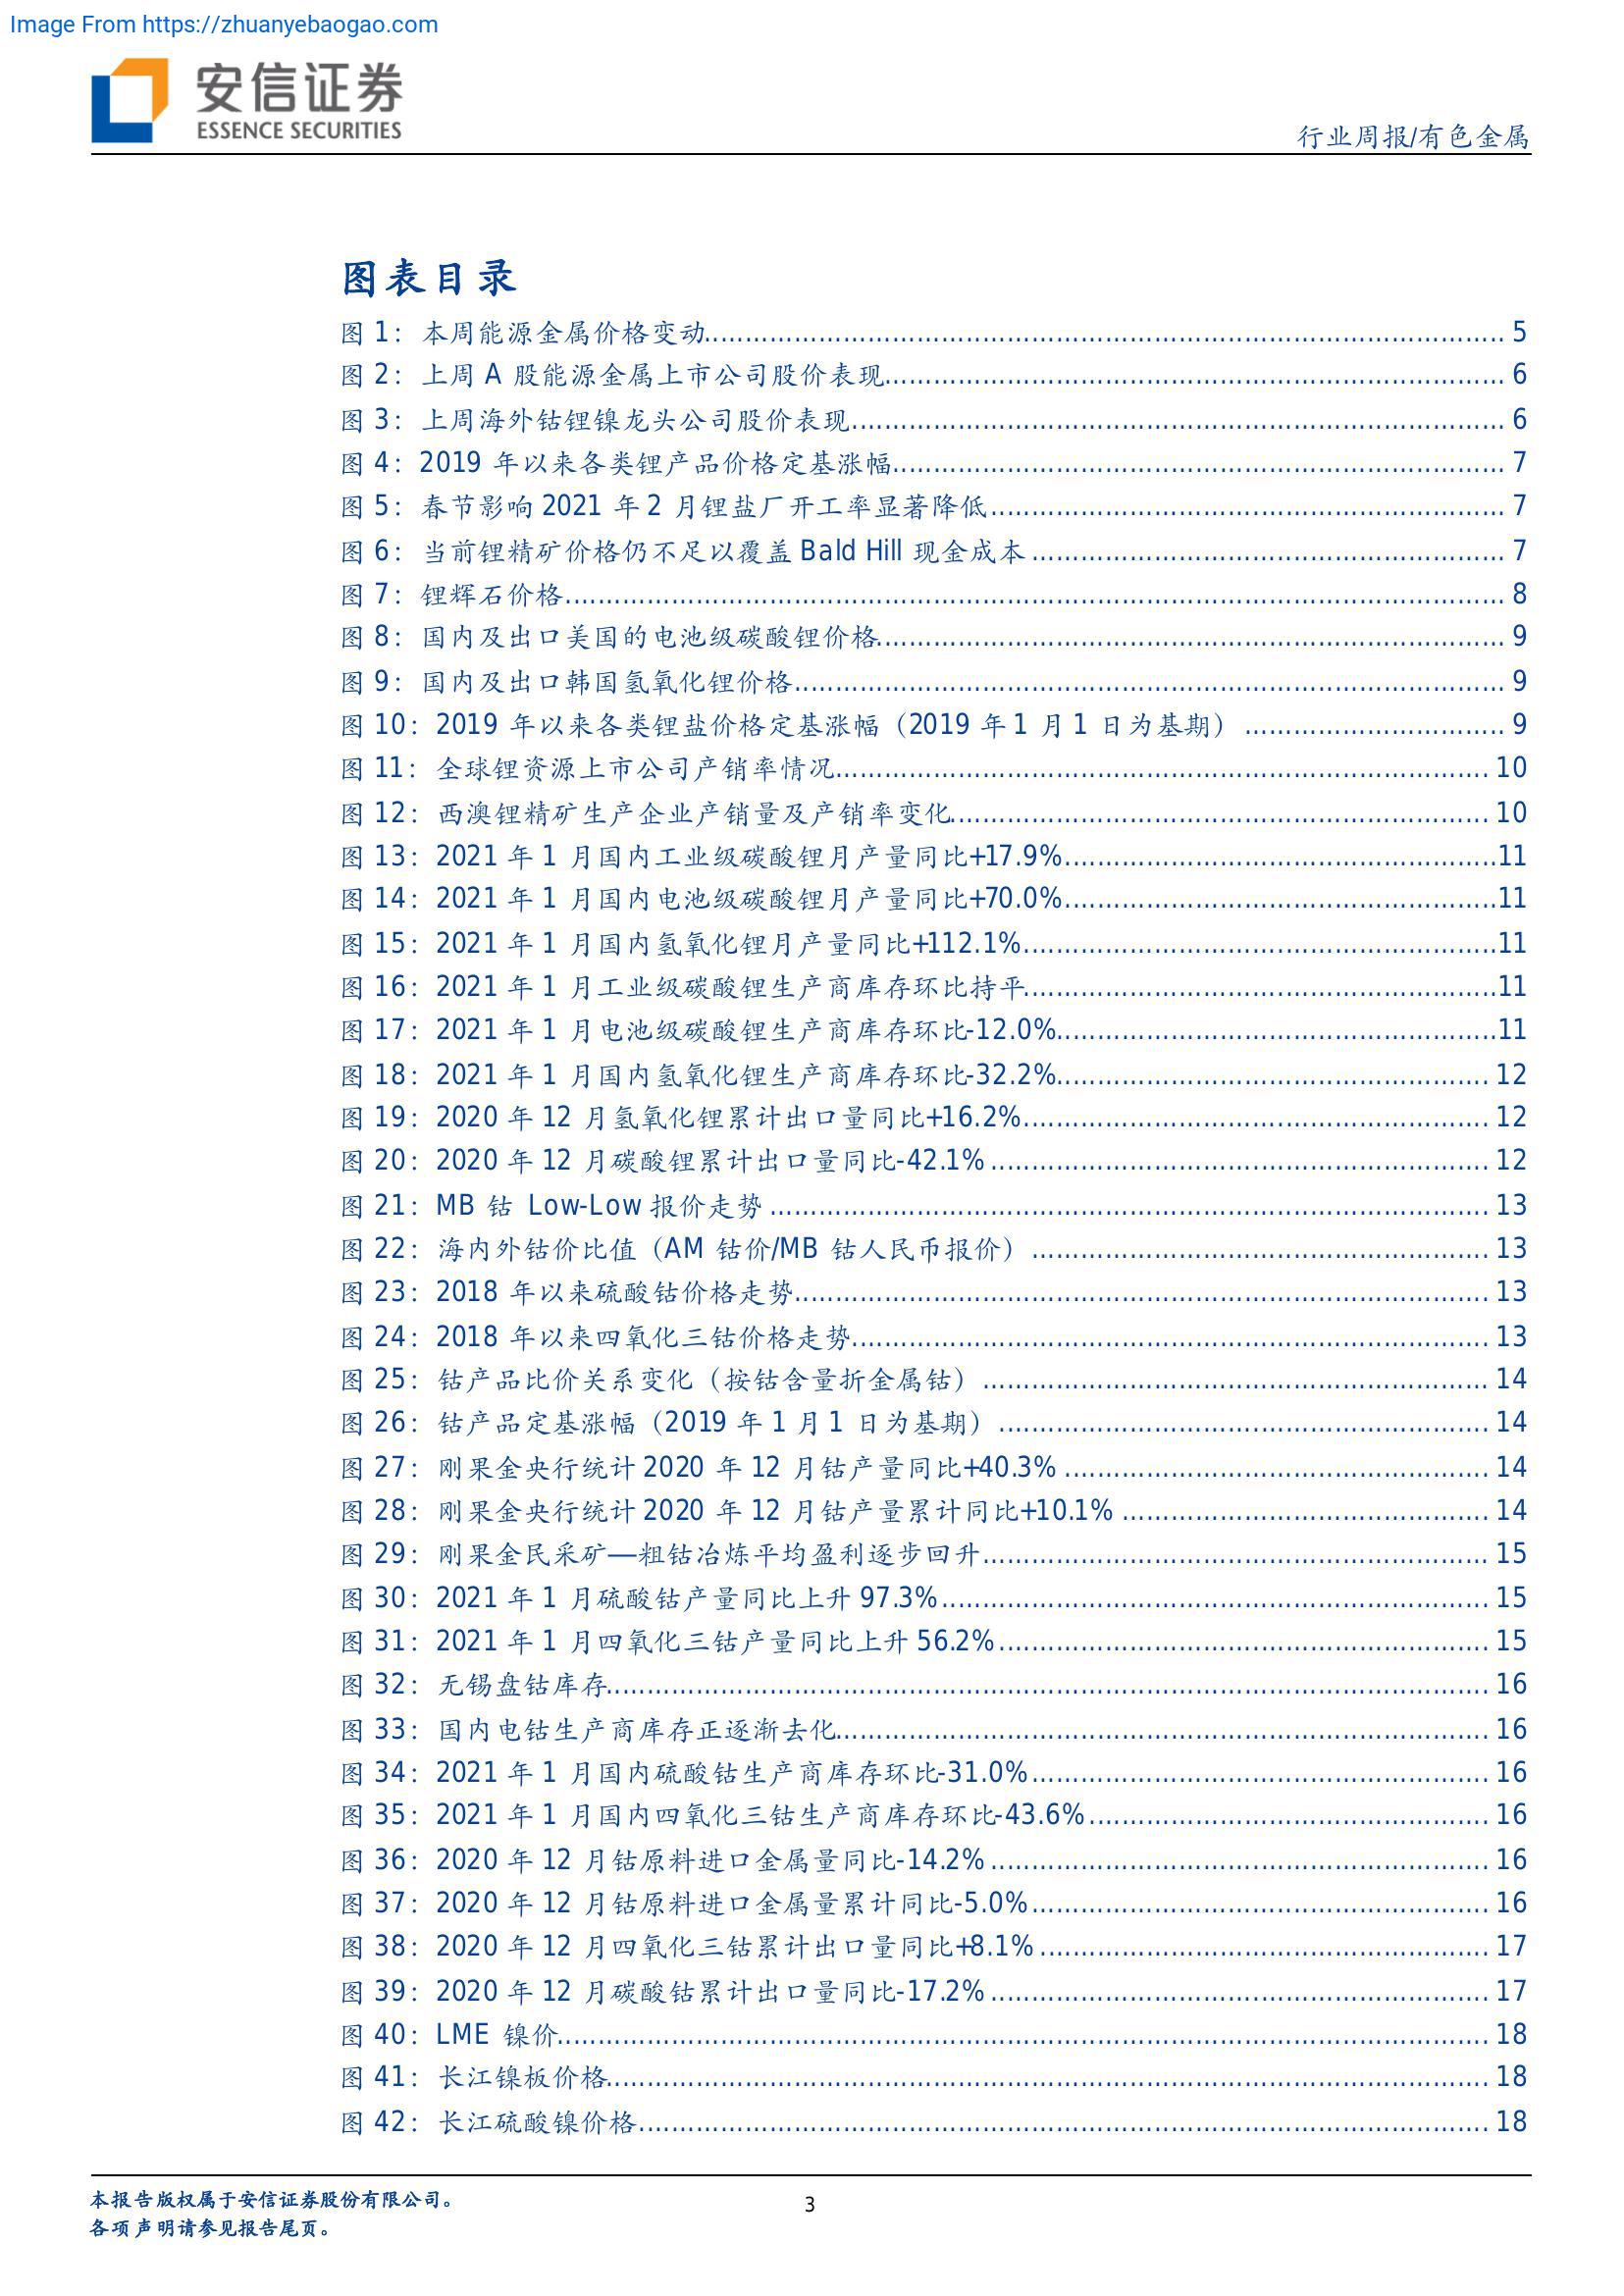 Image From https://zhuanyebaogao.com
安信证券
ESSENCE SECURITIES
行业周报/有色金属
图表目录
图 1：本周能源金属价格变动 5
图 2：上周 A 股能源金属上市公司股价表现 6
图 3：上周海外钴锂镍龙头公司股价表现 6
图 4：2019 年以来各类锂产品价格定基涨幅 7
图 5：春节影响 2021 年 2 月锂盐厂开工率显著降低 7
图 6：当前锂精矿价格仍不足以覆盖 Bald Hill 现金成本 7
图 7：锂辉石价格 8
图 8：国内及出口美国的电池级碳酸锂价格 9
图 9：国内及出口韩国氢氧化锂价格 9
图 10：2019 年以来各类锂盐价格定基涨幅（2019 年 1 月 1 日为基期） 9
图 11：全球锂资源上市公司产销率情况 10
图 12：西澳锂精矿生产企业产销量及产销率变化 10
图 13：2021 年 1 月国内工业级碳酸锂月产量同比+17.9% 11
图 14：2021 年 1 月国内电池级碳酸锂月产量同比+70.0% 11
图 15：2021 年 1 月国内氢氧化锂月产量同比+112.1% 11
图 16：2021 年 1 月工业级碳酸锂生产商库存环比持平 11
图 17：2021 年 1 月电池级碳酸锂生产商库存环比-12.0% 11
图 18：2021 年 1 月国内氢氧化锂生产商库存环比-32.2% 12
图 19：2020 年 12 月氢氧化锂累计出口量同比+16.2% 12
图 20：2020 年 12 月碳酸锂累计出口量同比-42.1% 12
图 21：MB 钴 Low-Low 报价走势 13
图 22：海内外钴价比值（AM 钴价/MB 钴人民币报价） 13
图 23：2018 年以来硫酸钴价格走势 13
图 24：2018 年以来四氧化三钴价格走势 13
图 25：钴产品比价关系变化（按钴含量折金属钴） 14
图 26：钴产品定基涨幅（2019 年 1 月 1 日为基期） 14
图 27：刚果金央行统计 2020 年 12 月钴产量同比+40.3% 14
图 28：刚果金央行统计 2020 年 12 月钴产量累计同比+10.1% 14
图 29：刚果金民采矿—粗钴冶炼平均盈利逐步回升 15
图 30：2021 年 1 月硫酸钴产量同比上升 97.3% 15
图 31：2021 年 1 月四氧化三钴产量同比上升 56.2% 15
图 32：无锡盘钴库存 16
图 33：国内电钴生产商库存正逐渐去化 16
图 34：2021 年 1 月国内硫酸钴生产商库存环比-31.0% 16
图 35：2021 年 1 月国内四氧化三钴生产商库存环比-43.6% 16
图 36：2020 年 12 月钴原料进口金属量同比-14.2% 16
图 37：2020 年 12 月钴原料进口金属量累计同比-5.0% 16
图 38：2020 年 12 月四氧化三钴累计出口量同比+8.1% 17
图 39：2020 年 12 月碳酸钴累计出口量同比-17.2% 17
图 40：LME 镍价 18
图 41：长江镍板价格 18
图 42：长江硫酸镍价格 18
本报告版权属于安信证券股份有限公司。
各项声明请参见报告尾页。
3